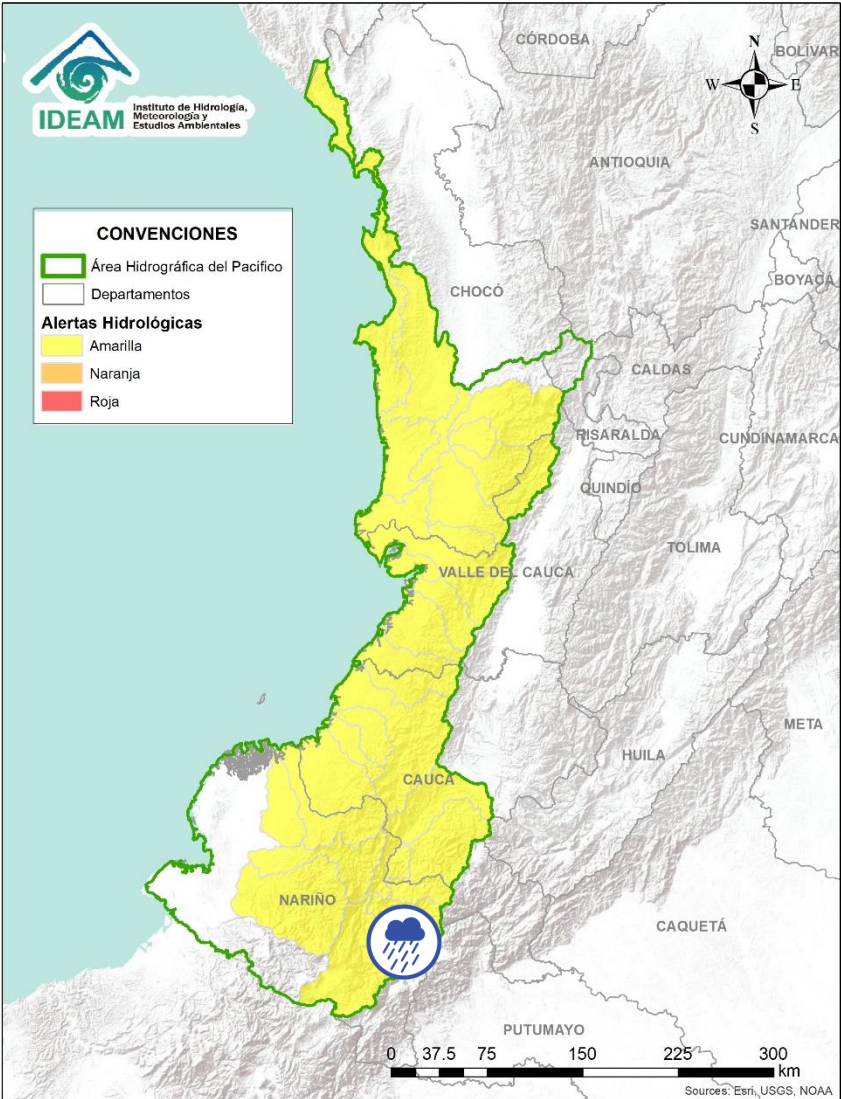 IDEAM
Instituto de Hidrología,
Meteorología y
Estudios Ambientales
N
W
E
S
CÓRDOBA
BOLÍVAR
ANTIOQUIA
SANTANDER
BOYACÁ
CONVENCIONES
Área Hidrográfica del Pacifico
Departamentos
Alertas Hidrológicas
Amarilla
Naranja
Roja
CHOCÓ
CALDAS
RISARALDA
CUNDINAMARCA
QUINDÍO
TOLIMA
VALLE DEL CAUCA
META
HUILA
CAUCA
NARIÑO
CAQUETÁ
PUTUMAYO
0 37.5 75 150 225 300
km
Sources: Esri, USGS, NOAA